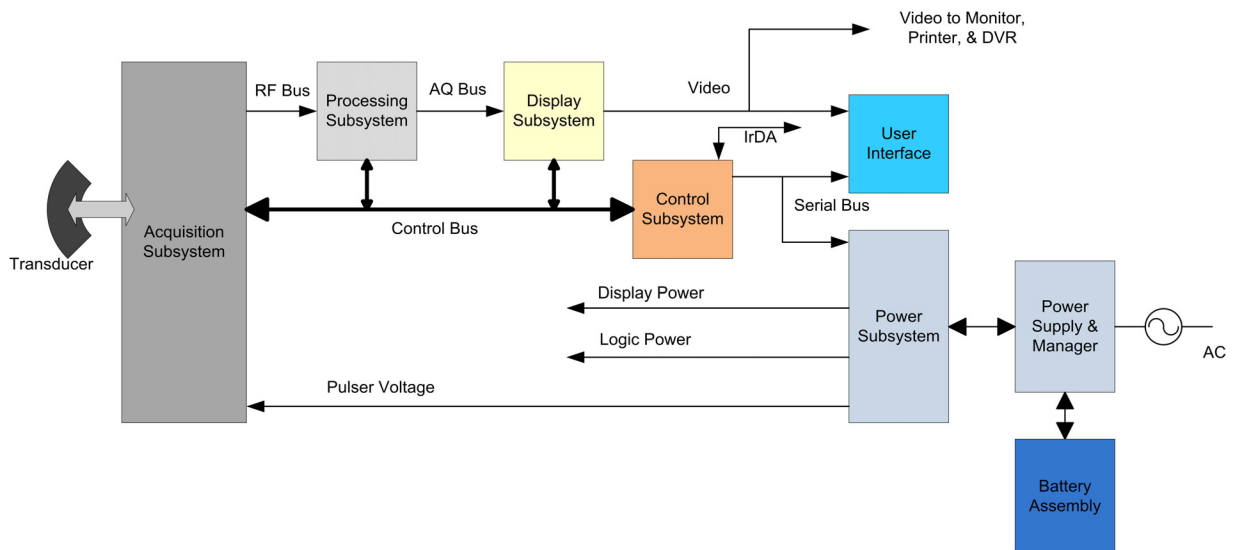 Video to Monitor,
Printer, & DVR
RF Bus
Processing
Subsystem
AQ Bus
Display
Subsystem
Video
IrDA
User
Interface
Transducer
Acquisition
Subsystem
Control Bus
Control
Subsystem
Serial Bus
Display Power
Logic Power
Pulser Voltage
Power
Subsystem
Power
Supply &
Manager
AC
Battery
Assembly